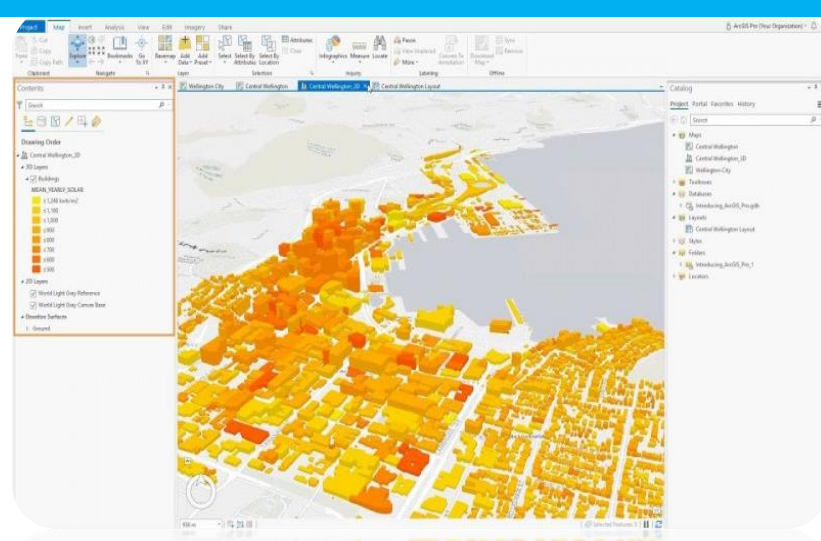 Project Map Insert Analysis View Edit Imagery Share
ArcGIS Pro (Your Organization)
Paste
Cut
Copy
Copy Path
Clipboard
Explore
Bookmarks
Go To XY
Navigate
Basemap
Add Data
Add Preset
Layer
Select
Select By Attributes
Select By Location
Attributes
Clear
Selection
Infographics
Measure
Locate
Inquiry
Pause
View Unplaced
More
Convert To Annotation
Labeling
Download Map
Sync
Remove
Offline
Contents
Search
Drawing Order
Central Wellington_3D
3D Layers
Buildings
MEAN_YEARLY_SOLAR
≤1,100
≤1,000
≤900
≤800
≤700
≤600
≤500
2D Layers
World Light Gray Reference
World Light Gray Canvas Base
Elevation Surfaces
Ground
Wellington City
Central Wellington
Central Wellington_3D
Central Wellington Layout
Selected Features: 0
Catalog
Project Portal Favorites History
Search
Maps
Central Wellington
Central Wellington_3D
Wellington City
Toolboxes
Databases
Introducing_ArcGIS_Pro.gdb
Layouts
Central Wellington Layout
Styles
Folders
Introducing_ArcGIS_Pro_1
Locators